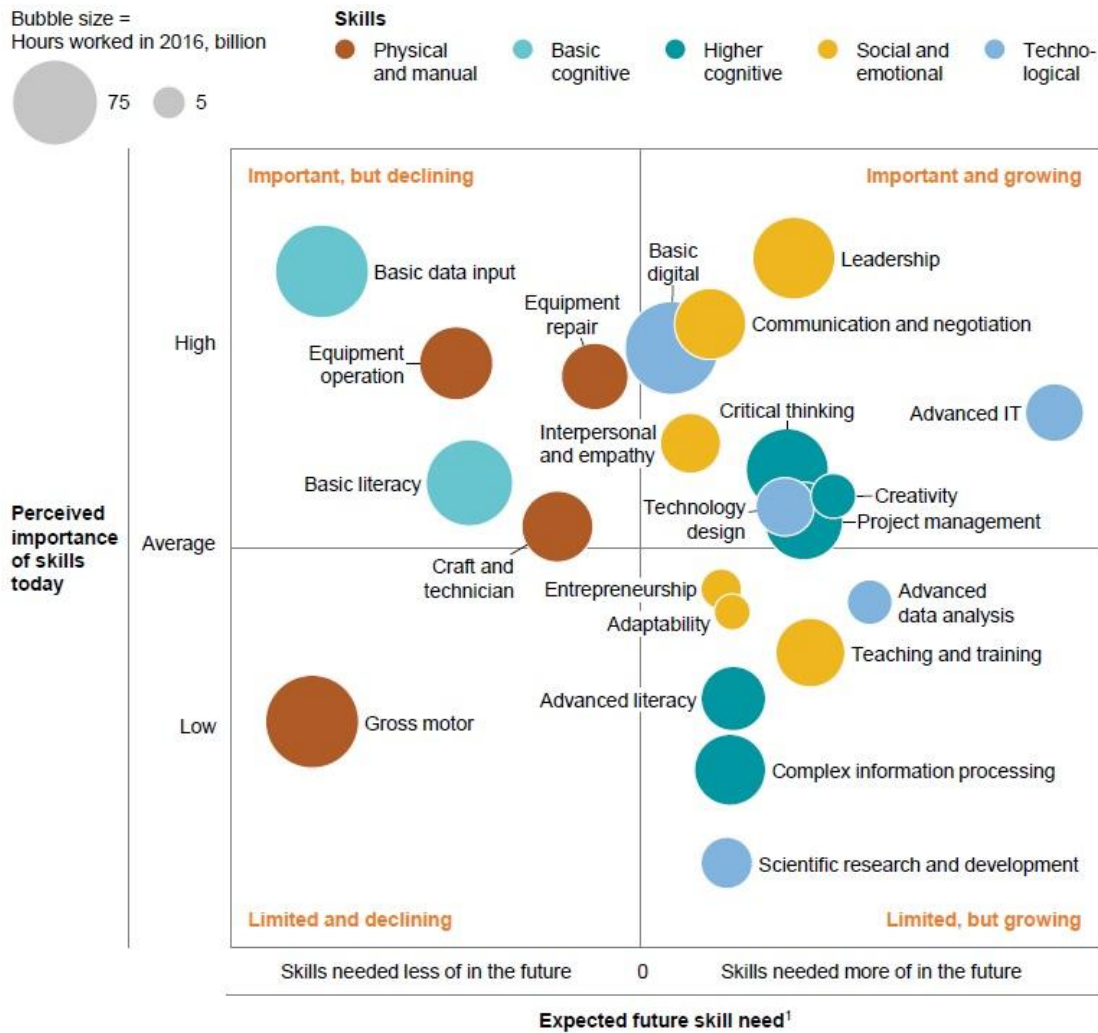 Bubble size =
Hours worked in 2016, billion
75
5
Skills
Physical
and manual
Basic
cognitive
Higher
cognitive
Social and
emotional
Techno-
logical
Important, but declining
Important and growing
Basic data input
Basic
digital
Leadership
Equipment
repair
Communication and negotiation
High
Equipment
operation
Critical thinking
Advanced IT
Interpersonal
and empathy
Basic literacy
Technology
design
Creativity
Project management
Perceived
importance
of skills
today
Average
Craft and
technician
Entrepreneurship
Adaptability
Advanced
data analysis
Teaching and training
Advanced literacy
Low
Gross motor
Complex information processing
Scientific research and development
Limited and declining
Limited, but growing
Skills needed less of in the future
0
Skills needed more of in the future
Expected future skill need¹